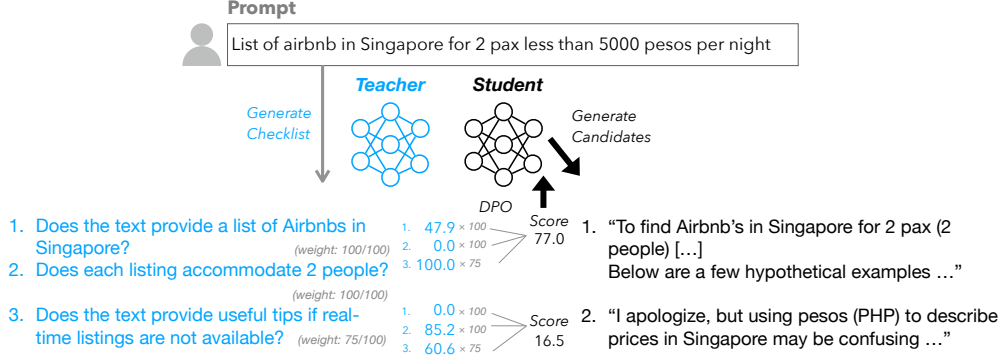 Prompt
List of airbnb in Singapore for 2 pax less than 5000 pesos per night
Teacher
Student
Generate
Checklist
Generate
Candidates
DPO
1. Does the text provide a list of Airbnbs in
Singapore?
(weight: 100/100)
2. Does each listing accommodate 2 people?
(weight: 100/100)
3. Does the text provide useful tips if real-
time listings are not available? (weight: 75/100)
1. 47.9 × 100
2. 0.0 × 100
3. 100.0 × 75
Score
77.0
1. “To find Airbnb’s in Singapore for 2 pax (2
people) […]
Below are a few hypothetical examples …”
1. 0.0 × 100
2. 85.2 × 100
3. 60.6 × 75
Score
16.5
2. “I apologize, but using pesos (PHP) to describe
prices in Singapore may be confusing …”